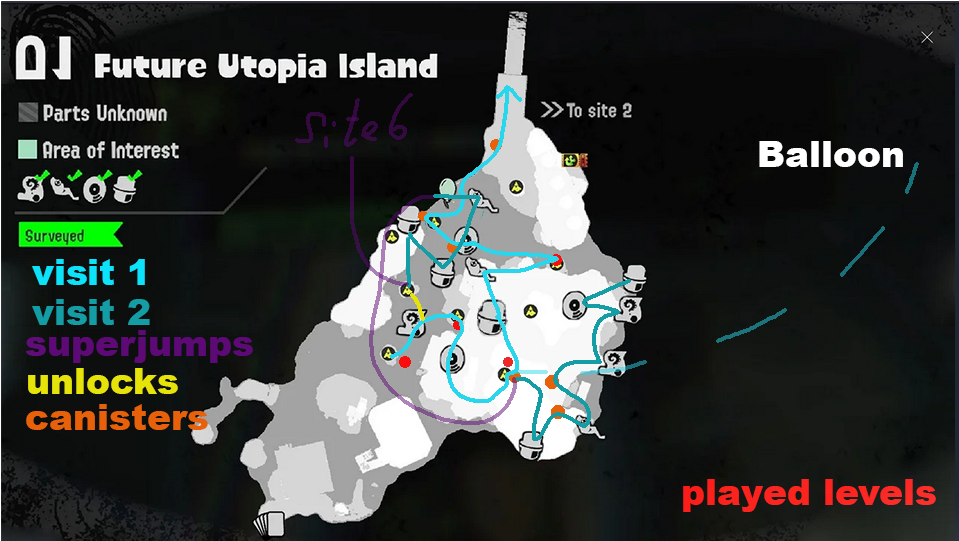 01 Future Utopia Island
Parts Unknown
Area of Interest
Surveyed
visit 1
visit 2
superjumps
unlocks
canisters
site 6
>> To site 2
Balloon
played levels